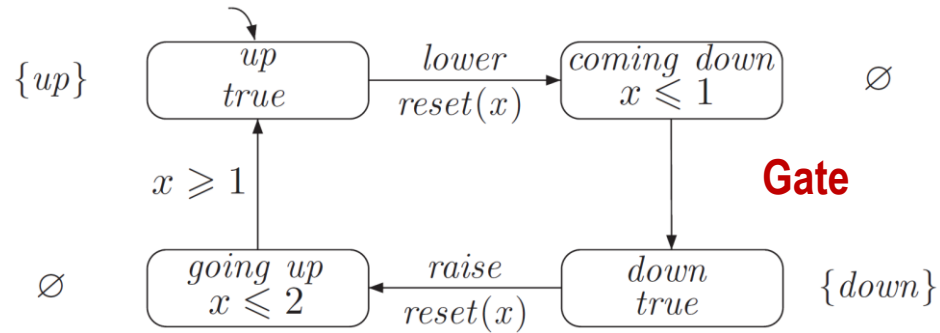 up
{up}
true
lower
reset(x)
coming down
x ⩽ 1
∅
x ⩾ 1
Gate
∅
going up
x ⩽ 2
raise
reset(x)
down
true
{down}